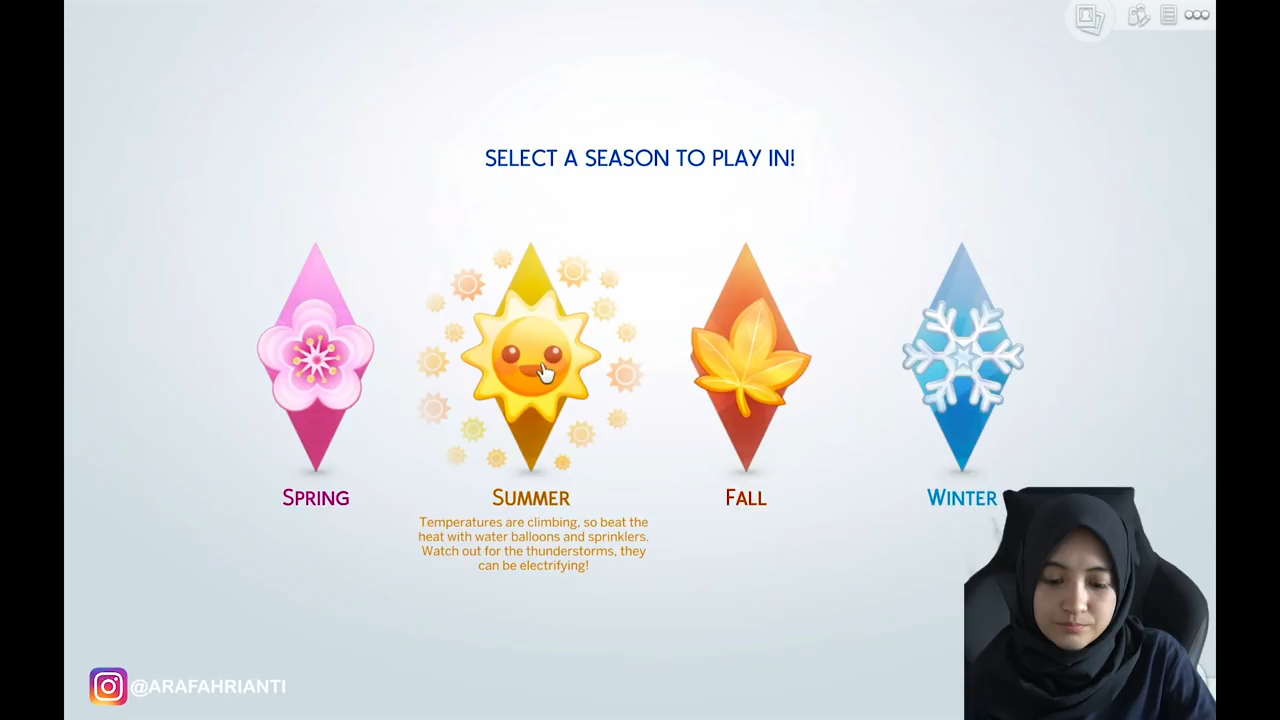 SELECT A SEASON TO PLAY IN!
SPRING
SUMMER
FALL
WINTER
Temperatures are climbing, so beat the
heat with water balloons and sprinklers.
Watch out for the thunderstorms, they
can be electrifying!
@ARAFAHRIANTI